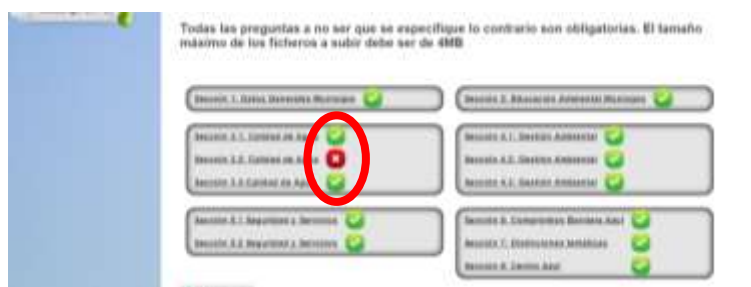 Todas las preguntas a no ser que se especifique lo contrario son obligatorias. El tamaño
máximo de los ficheros a subir debe ser de 4MB
Sección 1. Datos Generales Municipio
Sección 2. Educación Ambiental Municipio
Sección 3.1. Calidad de Agua
Sección 3.2. Calidad de Agua
Sección 3.3 Calidad de Agua
Sección 4.1. Gestión Ambiental
Sección 4.2. Gestión Ambiental
Sección 4.3. Gestión Ambiental
Sección 5.1 Seguridad y Servicios
Sección 5.2 Seguridad y Servicios
Sección 6. Compromiso Bandera Azul
Sección 7. Distinciones temáticas
Sección 8. Centro Azul